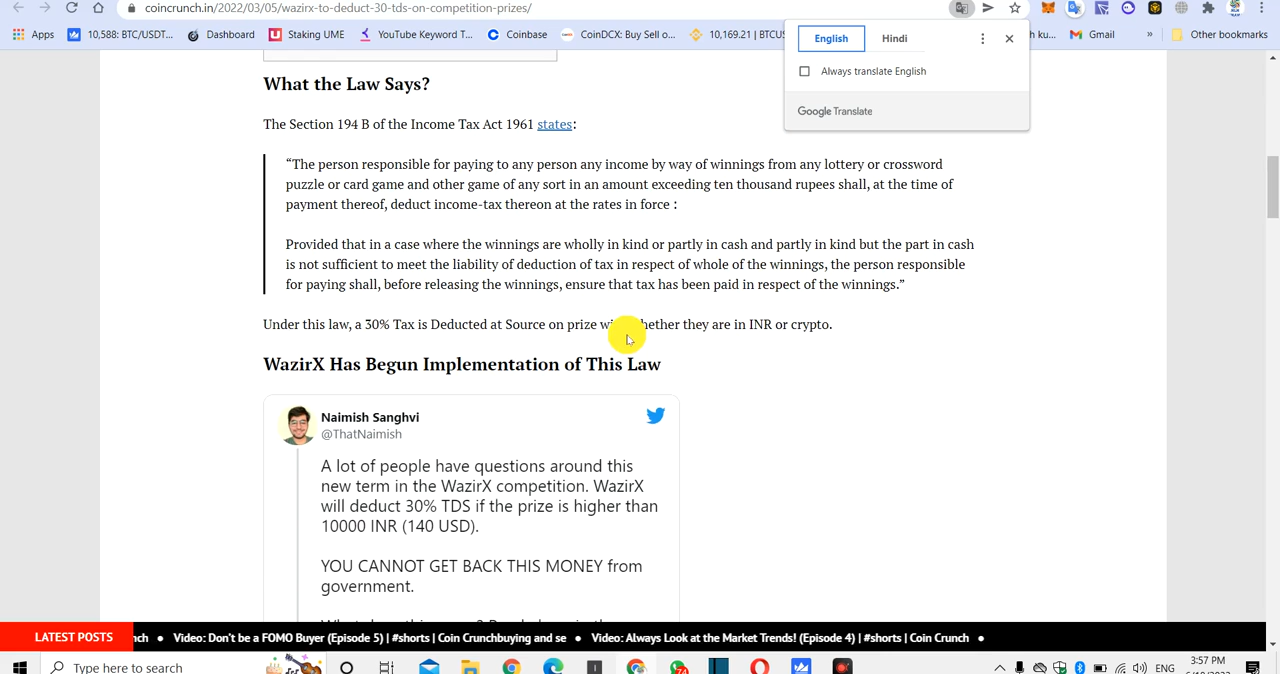 coincrunch.in/2022/03/05/wazirx-to-deduct-30-tds-on-competition-prizes/
Apps 10,588: BTC/USDT... Dashboard Staking UME YouTube Keyword T... Coinbase CoinDCX: Buy Sell o... 10,169.21 | BTCUS ku... Gmail » Other bookmarks
English Hindi
Always translate English
Google Translate
What the Law Says?
The Section 194 B of the Income Tax Act 1961 states:
“The person responsible for paying to any person any income by way of winnings from any lottery or crossword
puzzle or card game and other game of any sort in an amount exceeding ten thousand rupees shall, at the time of
payment thereof, deduct income-tax thereon at the rates in force :
Provided that in a case where the winnings are wholly in kind or partly in cash and partly in kind but the part in cash
is not sufficient to meet the liability of deduction of tax in respect of whole of the winnings, the person responsible
for paying shall, before releasing the winnings, ensure that tax has been paid in respect of the winnings.”
Under this law, a 30% Tax is Deducted at Source on prize whether they are in INR or crypto.
WazirX Has Begun Implementation of This Law
Naimish Sanghvi
@ThatNaimish
A lot of people have questions around this
new term in the WazirX competition. WazirX
will deduct 30% TDS if the prize is higher than
10000 INR (140 USD).
YOU CANNOT GET BACK THIS MONEY from
government.
LATEST POSTS nch • Video: Don't be a FOMO Buyer (Episode 5) | #shorts | Coin Crunchbuying and se • Video: Always Look at the Market Trends! (Episode 4) | #shorts | Coin Crunch •
Type here to search ENG 3:57 PM